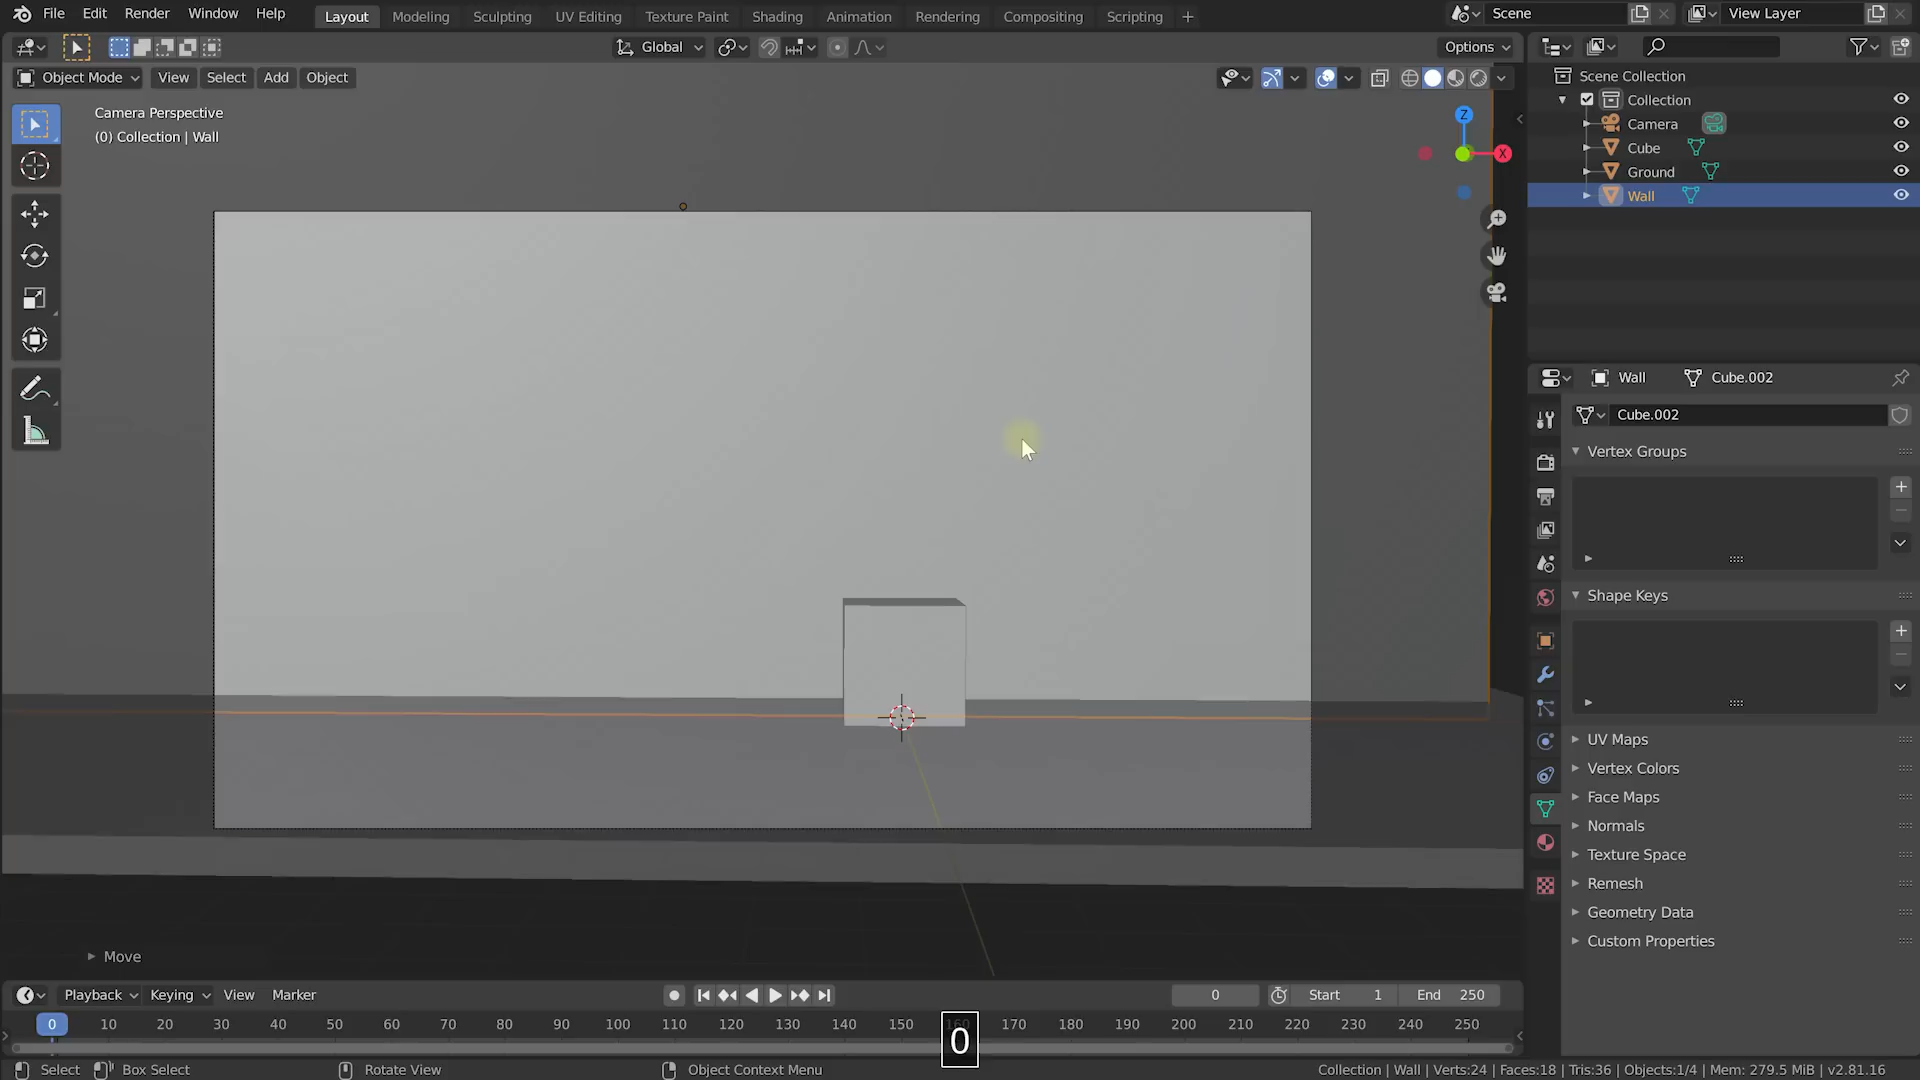 File Edit Render Window Help Layout Modeling Sculpting UV Editing Texture Paint Shading Animation Rendering Compositing Scripting + Scene View Layer
Global Options
Object Mode View Select Add Object
Camera Perspective
(0) Collection | Wall
Z
X
Scene Collection
Collection
Camera
Cube
Ground
Wall
Wall Cube.002
Cube.002
Vertex Groups
Shape Keys
UV Maps
Vertex Colors
Face Maps
Normals
Texture Space
Remesh
Geometry Data
Custom Properties
Move
Playback Keying View Marker 0 Start 1 End 250
0 10 20 30 40 50 60 70 80 90 100 110 120 130 140 150 160 170 180 190 200 210 220 230 240 250
0
Select Box Select Rotate View Object Context Menu Collection | Wall | Verts:24 | Faces:18 | Tris:36 | Objects:1/4 | Mem: 279.5 MiB | v2.81.16